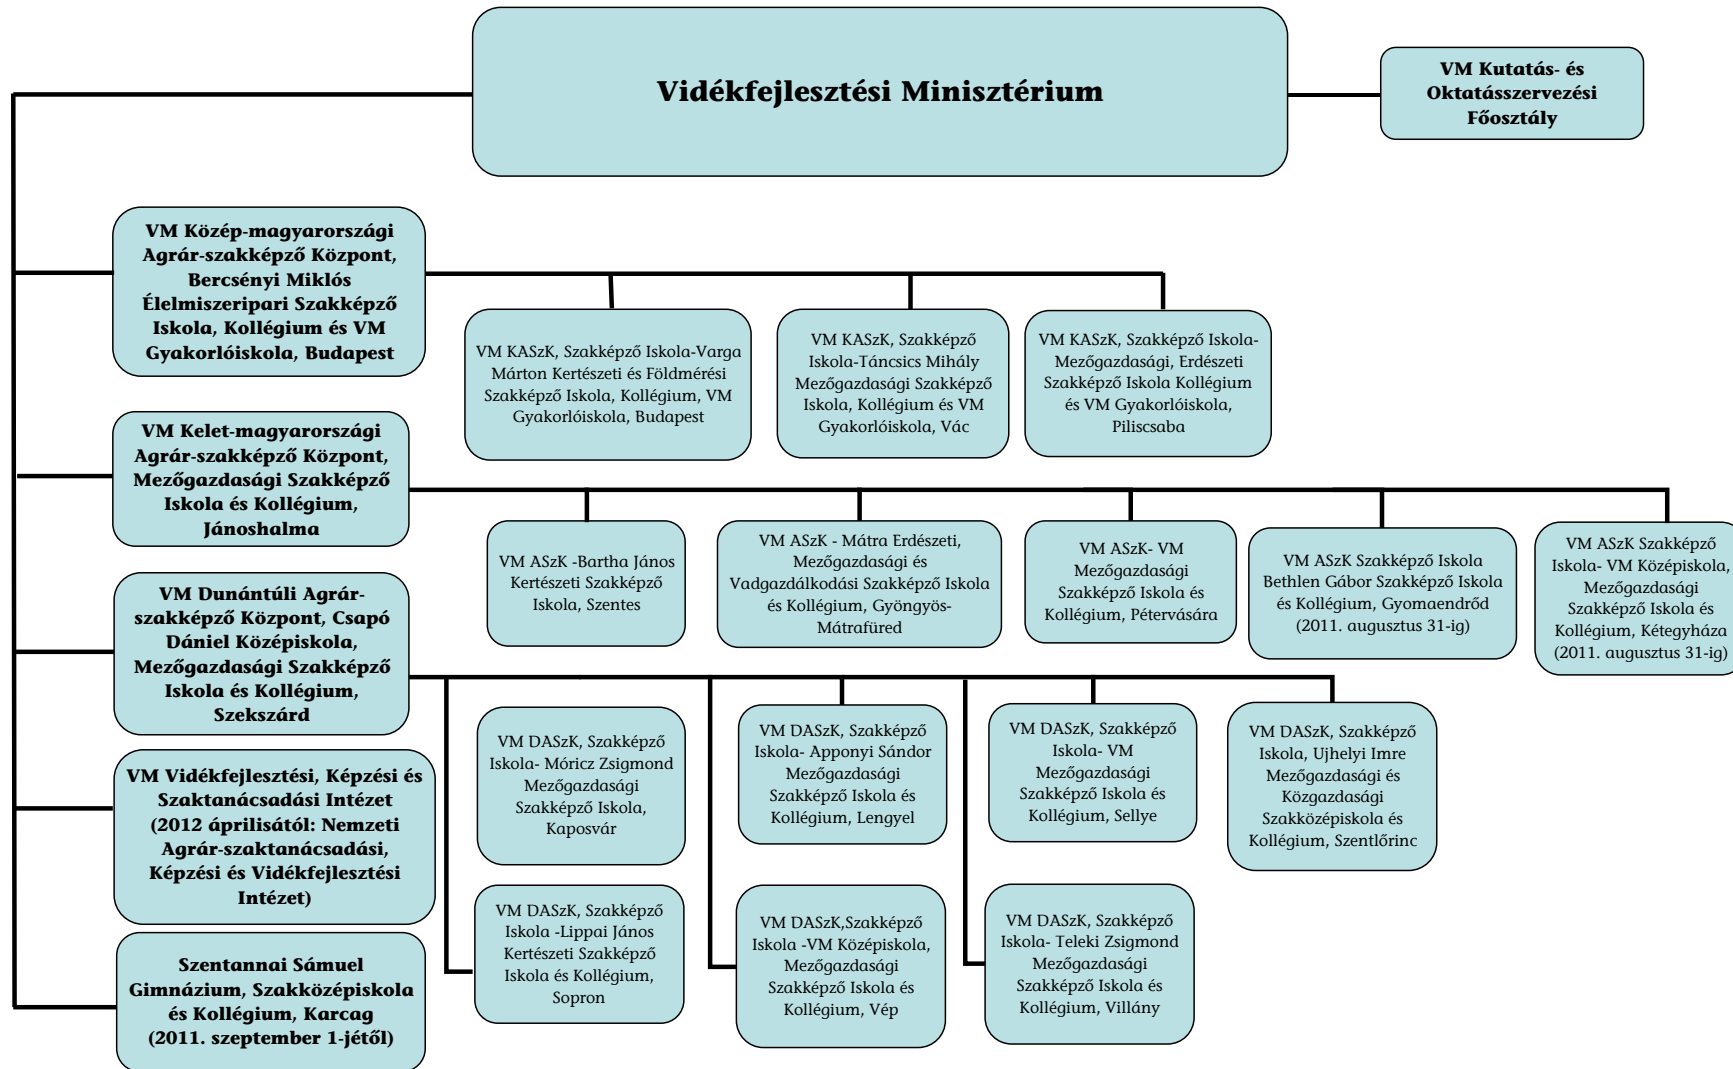 Vidékfejlesztési Minisztérium
VM Kutatás- és
Oktatásszervezési
Főosztály
VM Közép-magyarországi
Agrár-szakképző Központ,
Bercsényi Miklós
Élelmiszeripari Szakképző
Iskola, Kollégium és VM
Gyakorlóiskola, Budapest
VM KASzK, Szakképző Iskola-Varga
Márton Kertészeti és Földmérési
Szakképző Iskola, Kollégium, VM
Gyakorlóiskola, Budapest
VM KASzK, Szakképző
Iskola-Táncsics Mihály
Mezőgazdasági Szakképző
Iskola, Kollégium és VM
Gyakorlóiskola, Vác
VM KASzK, Szakképző Iskola-
Mezőgazdasági, Erdészeti
Szakképző Iskola Kollégium
és VM Gyakorlóiskola,
Piliscsaba
VM Kelet-magyarországi
Agrár-szakképző Központ,
Mezőgazdasági Szakképző
Iskola és Kollégium,
Jánoshalma
VM ASzK -Bartha János
Kertészeti Szakképző
Iskola, Szentes
VM ASzK - Mátra Erdészeti,
Mezőgazdasági és
Vadgazdálkodási Szakképző Iskola
és Kollégium, Gyöngyös-
Mátrafüred
VM ASzK- VM
Mezőgazdasági
Szakképző Iskola és
Kollégium, Pétervására
VM ASzK Szakképző Iskola
Bethlen Gábor Szakképző Iskola
és Kollégium, Gyomaendrőd
(2011. augusztus 31-ig)
VM ASzK Szakképző
Iskola- VM Középiskola,
Mezőgazdasági
Szakképző Iskola és
Kollégium, Kétegyháza
(2011. augusztus 31-ig)
VM Dunántúli Agrár-
szakképző Központ, Csapó
Dániel Középiskola,
Mezőgazdasági Szakképző
Iskola és Kollégium,
Szekszárd
VM DASzK, Szakképző
Iskola- Móricz Zsigmond
Mezőgazdasági
Szakképző Iskola,
Kaposvár
VM DASzK, Szakképző
Iskola- Apponyi Sándor
Mezőgazdasági
Szakképző Iskola és
Kollégium, Lengyel
VM DASzK, Szakképző
Iskola- VM
Mezőgazdasági
Szakképző Iskola és
Kollégium, Sellye
VM DASzK, Szakképző
Iskola, Ujhelyi Imre
Mezőgazdasági és
Közgazdasági
Szakközépiskola és
Kollégium, Szentlőrinc
VM Vidékfejlesztési, Képzési és
Szaktanácsadási Intézet
(2012 áprilisától: Nemzeti
Agrár-szaktanácsadási,
Képzési és Vidékfejlesztési
Intézet)
VM DASzK, Szakképző
Iskola -Lippai János
Kertészeti Szakképző
Iskola és Kollégium,
Sopron
VM DASzK,Szakképző
Iskola -VM Középiskola,
Mezőgazdasági
Szakképző Iskola és
Kollégium, Vép
VM DASzK, Szakképző
Iskola- Teleki Zsigmond
Mezőgazdasági
Szakképző Iskola és
Kollégium, Villány
Szentannai Sámuel
Gimnázium, Szakközépiskola
és Kollégium, Karcag
(2011. szeptember 1-jétől)